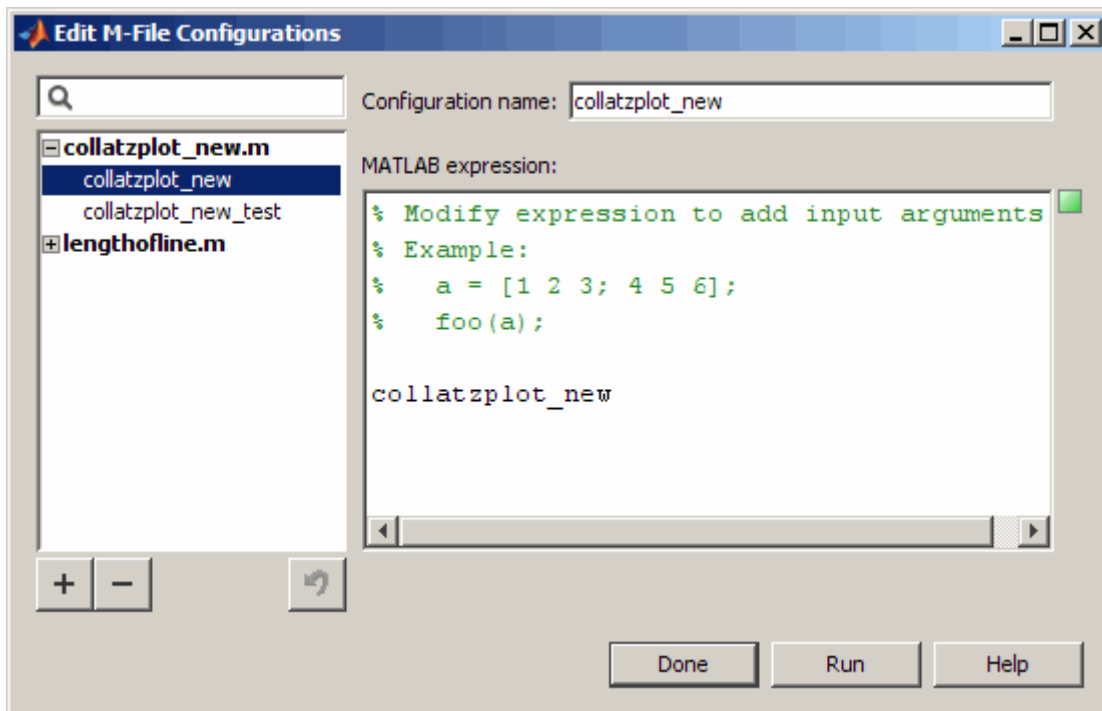 Edit M-File Configurations
Configuration name: collatzplot_new
collatzplot_new.m
collatzplot_new
collatzplot_new_test
lengthofline.m
MATLAB expression:
% Modify expression to add input arguments
% Example:
%   a = [1 2 3; 4 5 6];
%   foo(a);
collatzplot_new
Done Run Help